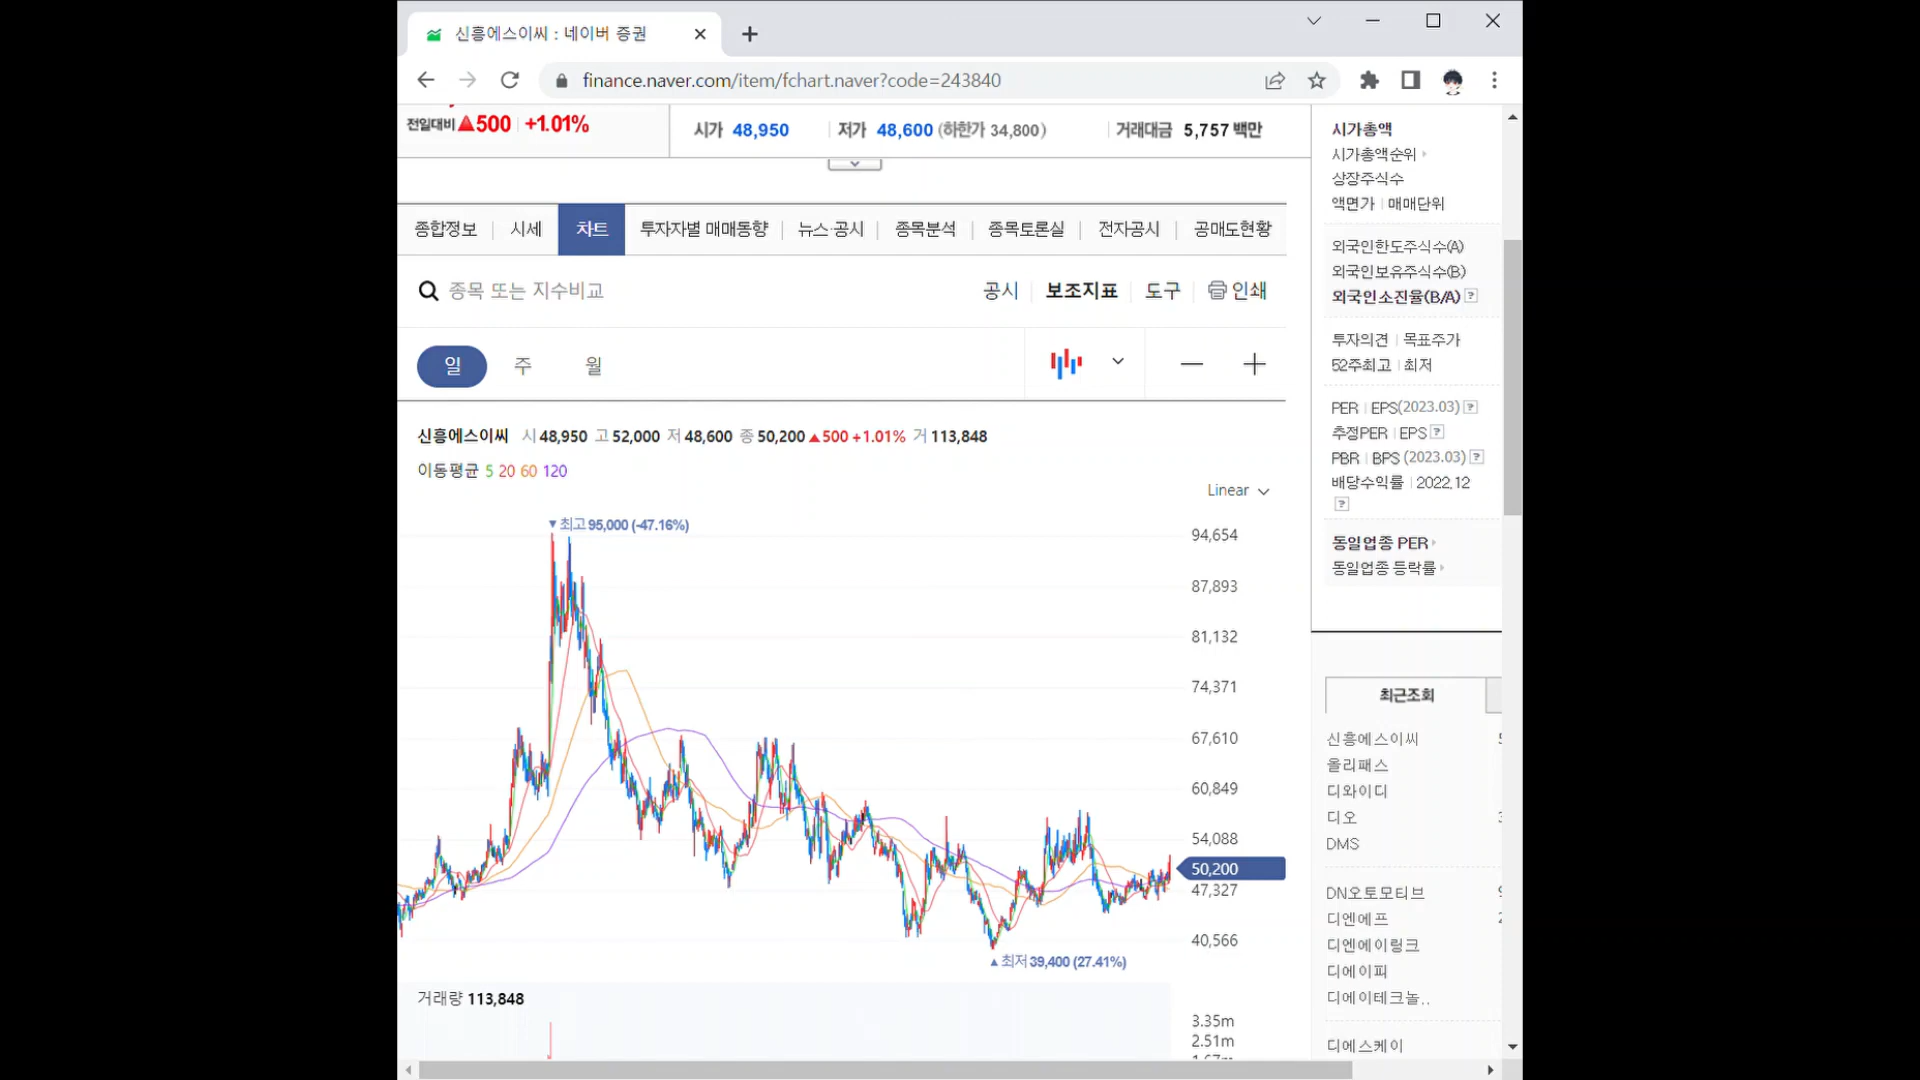 신흥에스이씨 : 네이버 증권
finance.naver.com/item/fchart.naver?code=243840
전일대비 ▲500 +1.01%
시가 48,950 저가 48,600 (하한가 34,800) 거래대금 5,757 백만
종합정보 시세 차트 투자자별 매매동향 뉴스·공시 종목분석 종목토론실 전자공시 공매도현황
종목 또는 지수비교
공시 보조지표 도구 인쇄
일 주 월
신흥에스이씨 시 48,950 고 52,000 저 48,600 종 50,200 ▲500 +1.01% 거 113,848
이동평균 5 20 60 120
Linear
▼최고 95,000 (-47.16%)
94,654
87,893
81,132
74,371
67,610
60,849
54,088
50,200
47,327
40,566
▲최저 39,400 (27.41%)
거래량 113,848
3.35m
2.51m
시가총액
시가총액순위
상장주식수
액면가 매매단위
외국인한도주식수(A)
외국인보유주식수(B)
외국인소진율(B/A) ?
투자의견 목표주가
52주최고 최저
PER EPS(2023.03) ?
추정PER EPS ?
PBR BPS (2023.03) ?
배당수익률 2022.12
?
동일업종 PER
동일업종 등락률
최근조회
신흥에스이씨
올리패스
디와이디
디오
DMS
DN오토모티브
디엔에프
디엔에이링크
디에이피
디에이테크놀..
디에스케이